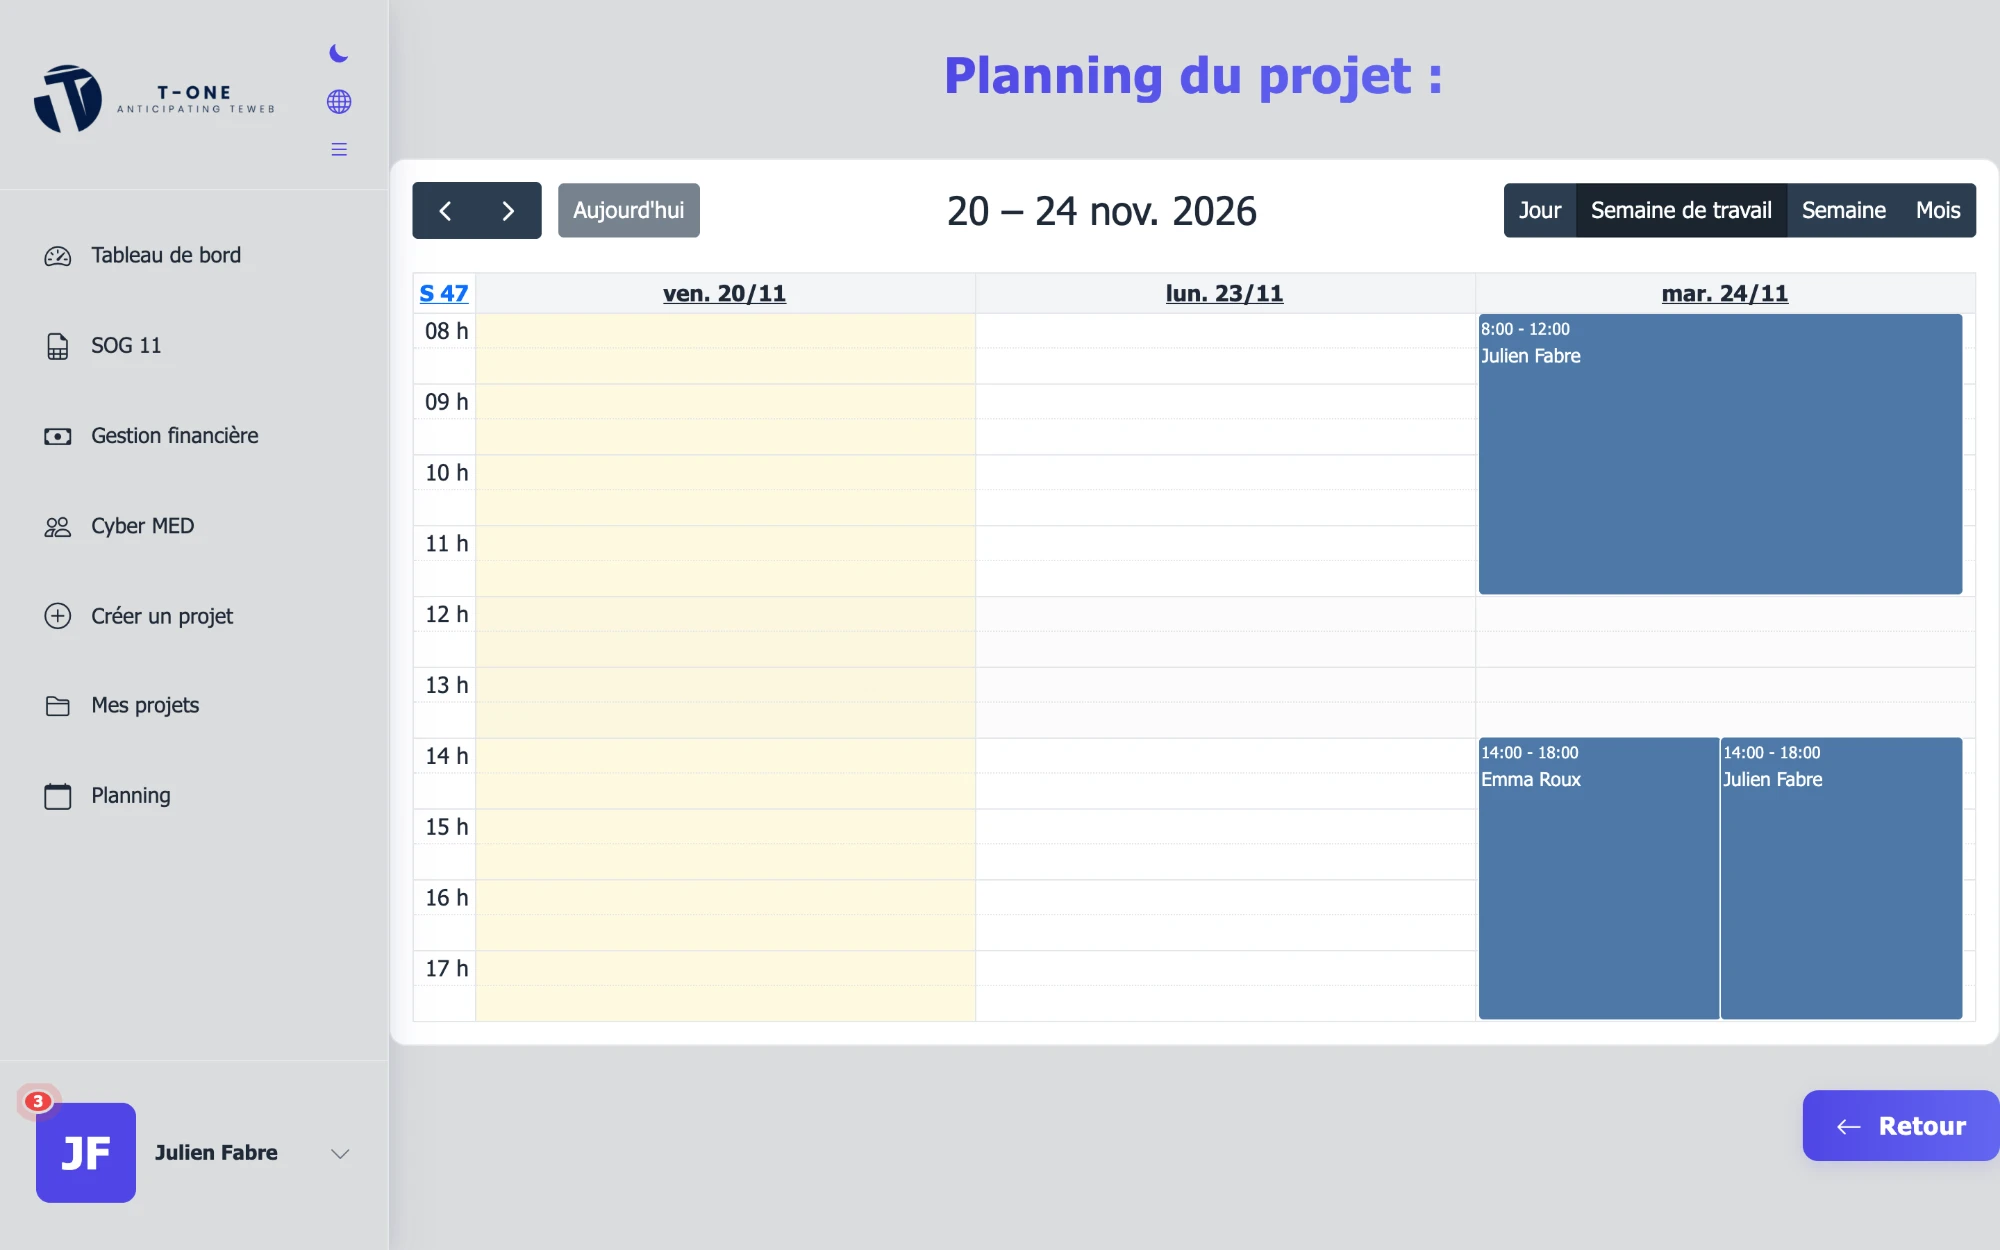 T-ONE
ANTICIPATING TEWEB
Tableau de bord
SOG 11
Gestion financière
Cyber MED
Créer un projet
Mes projets
Planning
3
JF
Julien Fabre
Planning du projet :
Aujourd'hui
20 – 24 nov. 2026
Jour
Semaine de travail
Semaine
Mois
S 47
ven. 20/11
lun. 23/11
mar. 24/11
08 h
09 h
10 h
11 h
12 h
13 h
14 h
15 h
16 h
17 h
8:00 - 12:00
Julien Fabre
14:00 - 18:00
Emma Roux
14:00 - 18:00
Julien Fabre
Retour